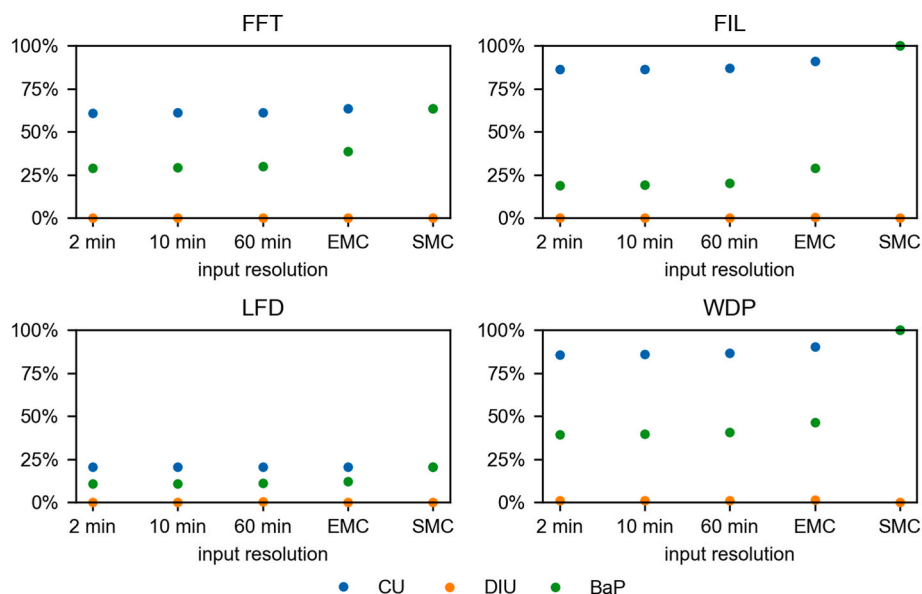 FFT
100%
75%
50%
25%
0%
2 min 10 min 60 min EMC SMC
input resolution
FIL
100%
75%
50%
25%
0%
2 min 10 min 60 min EMC SMC
input resolution
LFD
100%
75%
50%
25%
0%
2 min 10 min 60 min EMC SMC
input resolution
WDP
100%
75%
50%
25%
0%
2 min 10 min 60 min EMC SMC
input resolution
CU DIU BaP